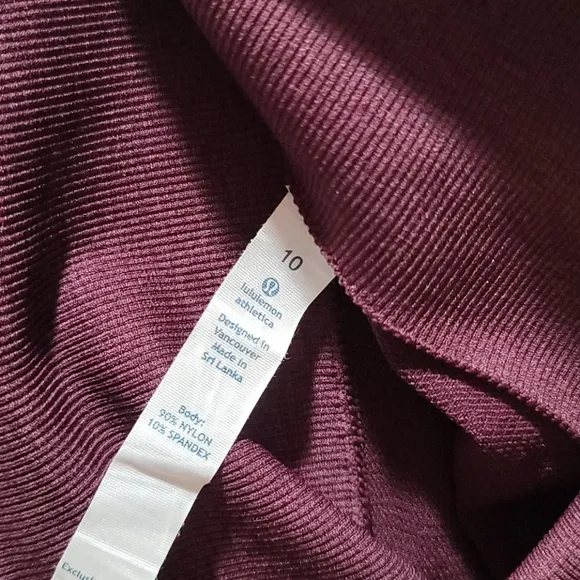 10
lululemon
athletica
Designed in
Vancouver
Made in
Sri Lanka
Body:
90% NYLON
10% SPANDEX